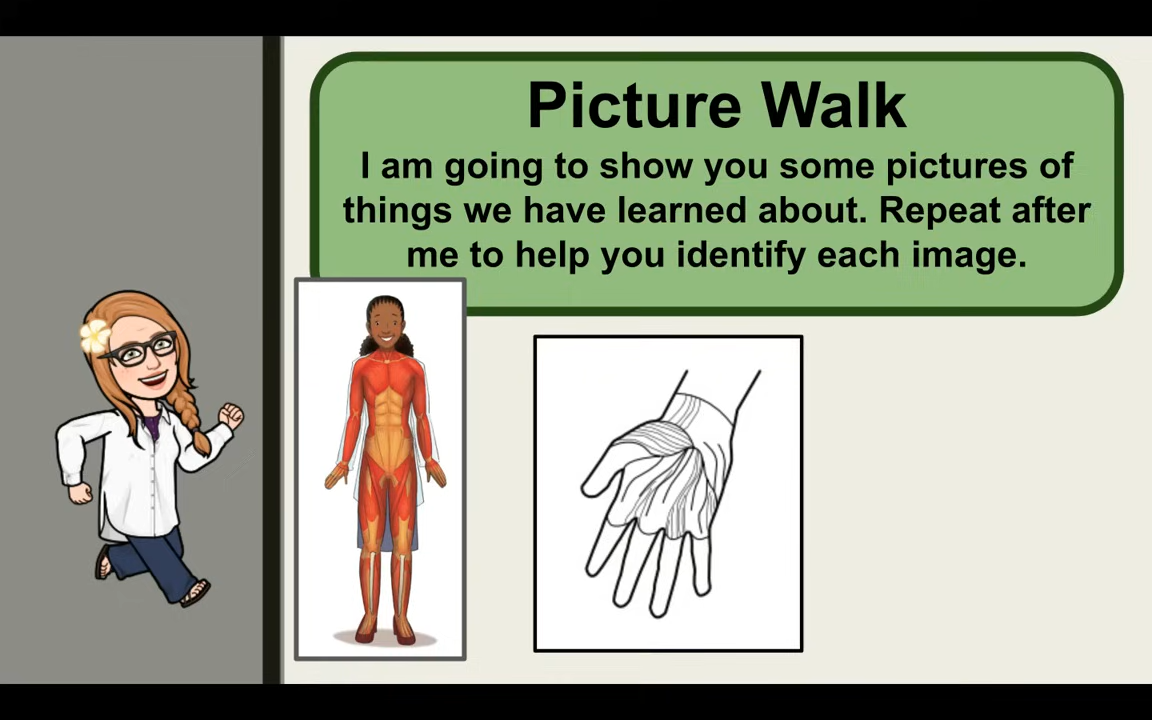 Picture Walk
I am going to show you some pictures of
things we have learned about. Repeat after
me to help you identify each image.